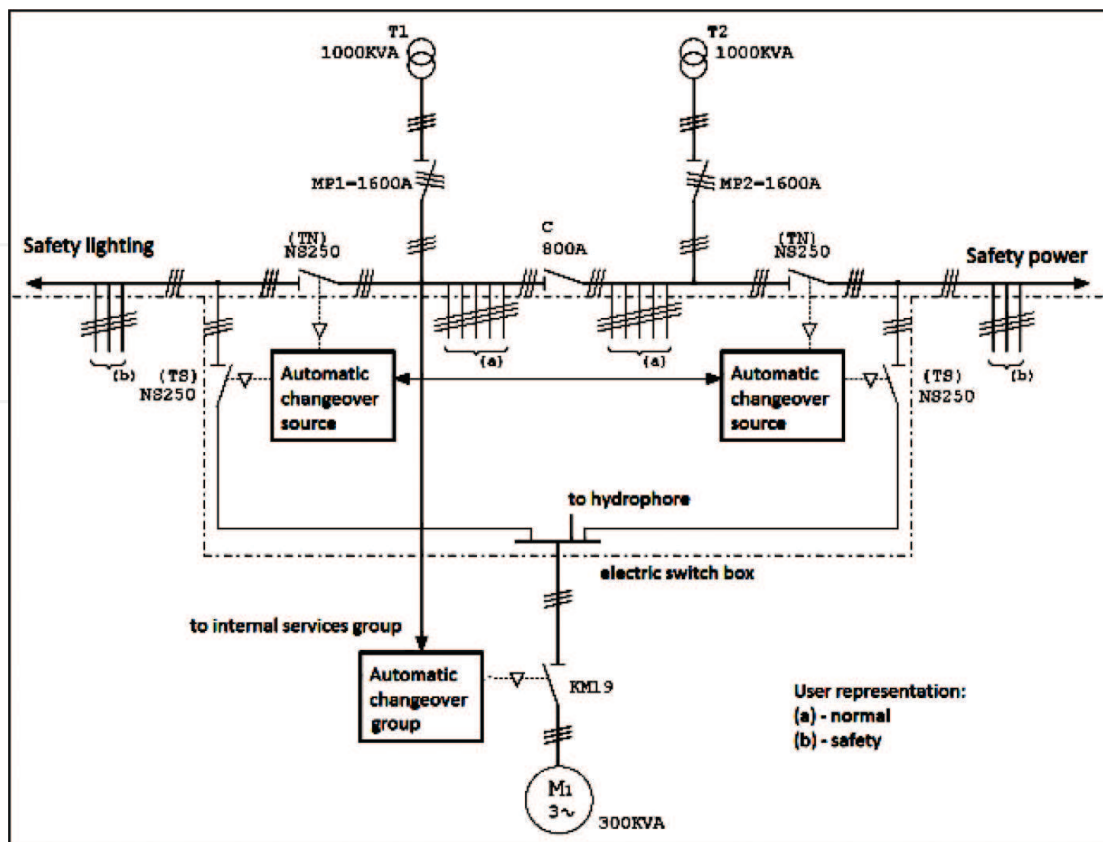 T1
1000KVA
T2
1000KVA
MP1-1600A
MP2-1600A
Safety lighting
(TN)
NS250
C
800A
(TN)
NS250
Safety power
(b)
(TS)
NS250
Automatic
changeover
source
(a)
(a)
Automatic
changeover
source
(TS)
NS250
(b)
to hydrophore
electric switch box
to internal services group
Automatic
changeover
group
KM19
User representation:
(a) - normal
(b) - safety
M1
3~
300KVA